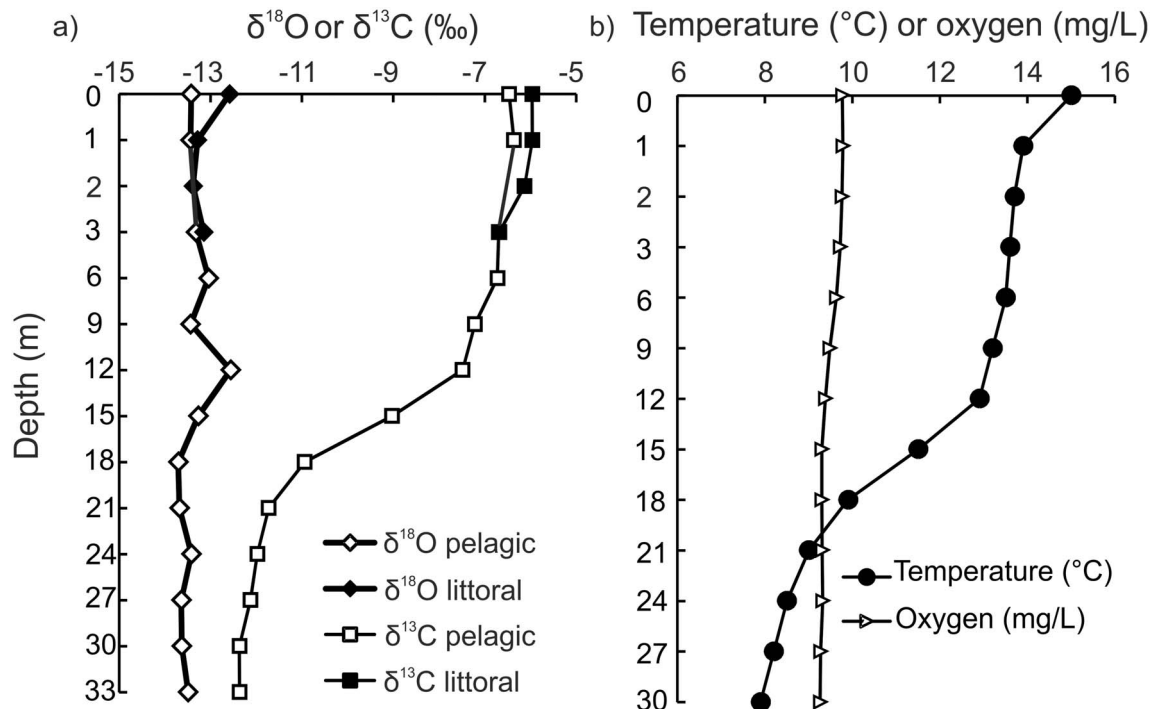 a) δ¹⁸O or δ¹³C (‰)
-15 -13 -11 -9 -7 -5
Depth (m)
0
1
2
3
6
9
12
15
18
21
24
27
30
33
δ¹⁸O pelagic
δ¹⁸O littoral
δ¹³C pelagic
δ¹³C littoral
b) Temperature (°C) or oxygen (mg/L)
6 8 10 12 14 16
0
1
2
3
6
9
12
15
18
21
24
27
30
Temperature (°C)
Oxygen (mg/L)